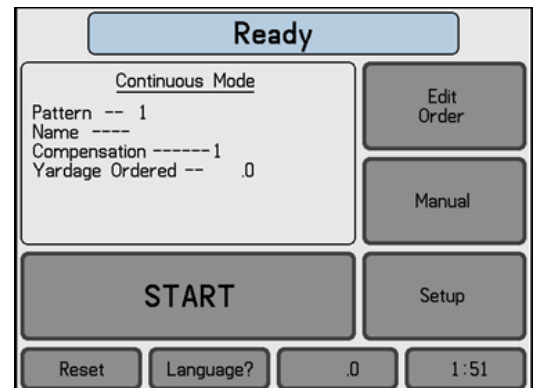 Ready
Continuous Mode
Pattern -- 1
Name ----
Compensation ------1
Yardage Ordered -- .0
Edit
Order
Manual
START
Setup
Reset
Language?
.0
1:51